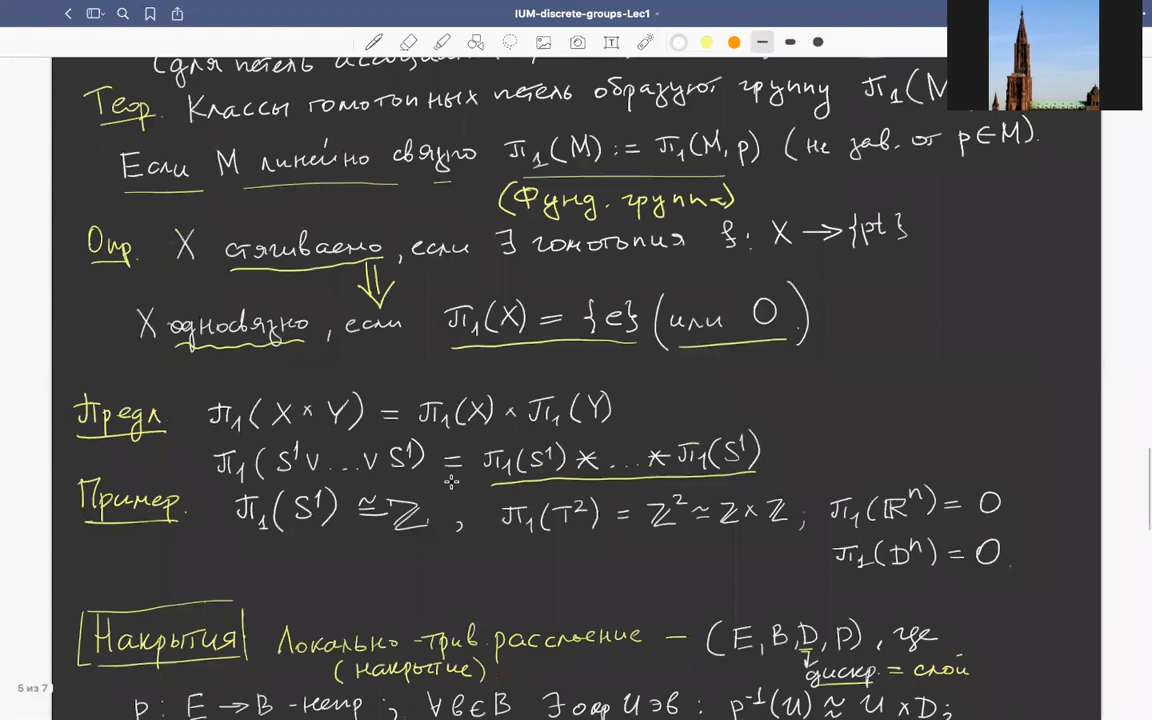 IUM-discrete-groups-Lec1
(для петель
Теор. Классы гомотопных петель образуют группу π₁(M
Если M линейно связно π₁(M) := π₁(M, p) (не зав. от p∈M).
(Фунд. группа)
Опр. X стягиваемо, если ∃ гомотопия f: X → {pt}
X односвязно, если π₁(X) = {e} (или 0.)
Предл. π₁(X × Y) = π₁(X) × π₁(Y)
π₁(S¹∨...∨S¹) = π₁(S¹) * ... * π₁(S¹)
Пример. π₁(S¹) ≅ ℤ, π₁(T²) = ℤ² ≃ ℤ × ℤ; π₁(ℝⁿ) = 0
π₁(Dⁿ) = 0.
Накрытия Локально-трив. расслоение — (E, B, D, p), где
(накрытие) дискр. = слой
5 из 7
p: E → B - непр; ∀b∈B ∃ окр U∋b: p⁻¹(U) ≈ U × D;